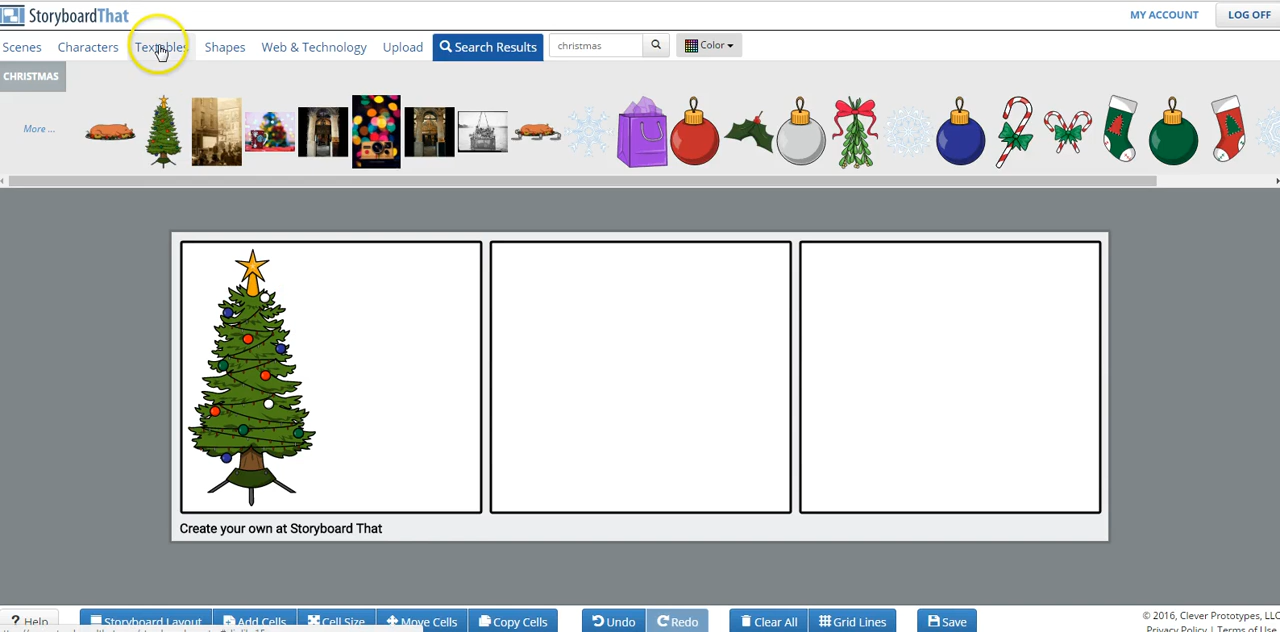 StoryboardThat
MY ACCOUNT
LOG OFF
Scenes Characters Textables Shapes Web & Technology Upload Search Results christmas Color
CHRISTMAS
More ...
Create your own at Storyboard That
? Help Storyboard Layout Add Cells Cell Size Move Cells Copy Cells Undo Redo Clear All Grid Lines Save
© 2016, Clever Prototypes, LLC
Privacy Policy | Terms of Use